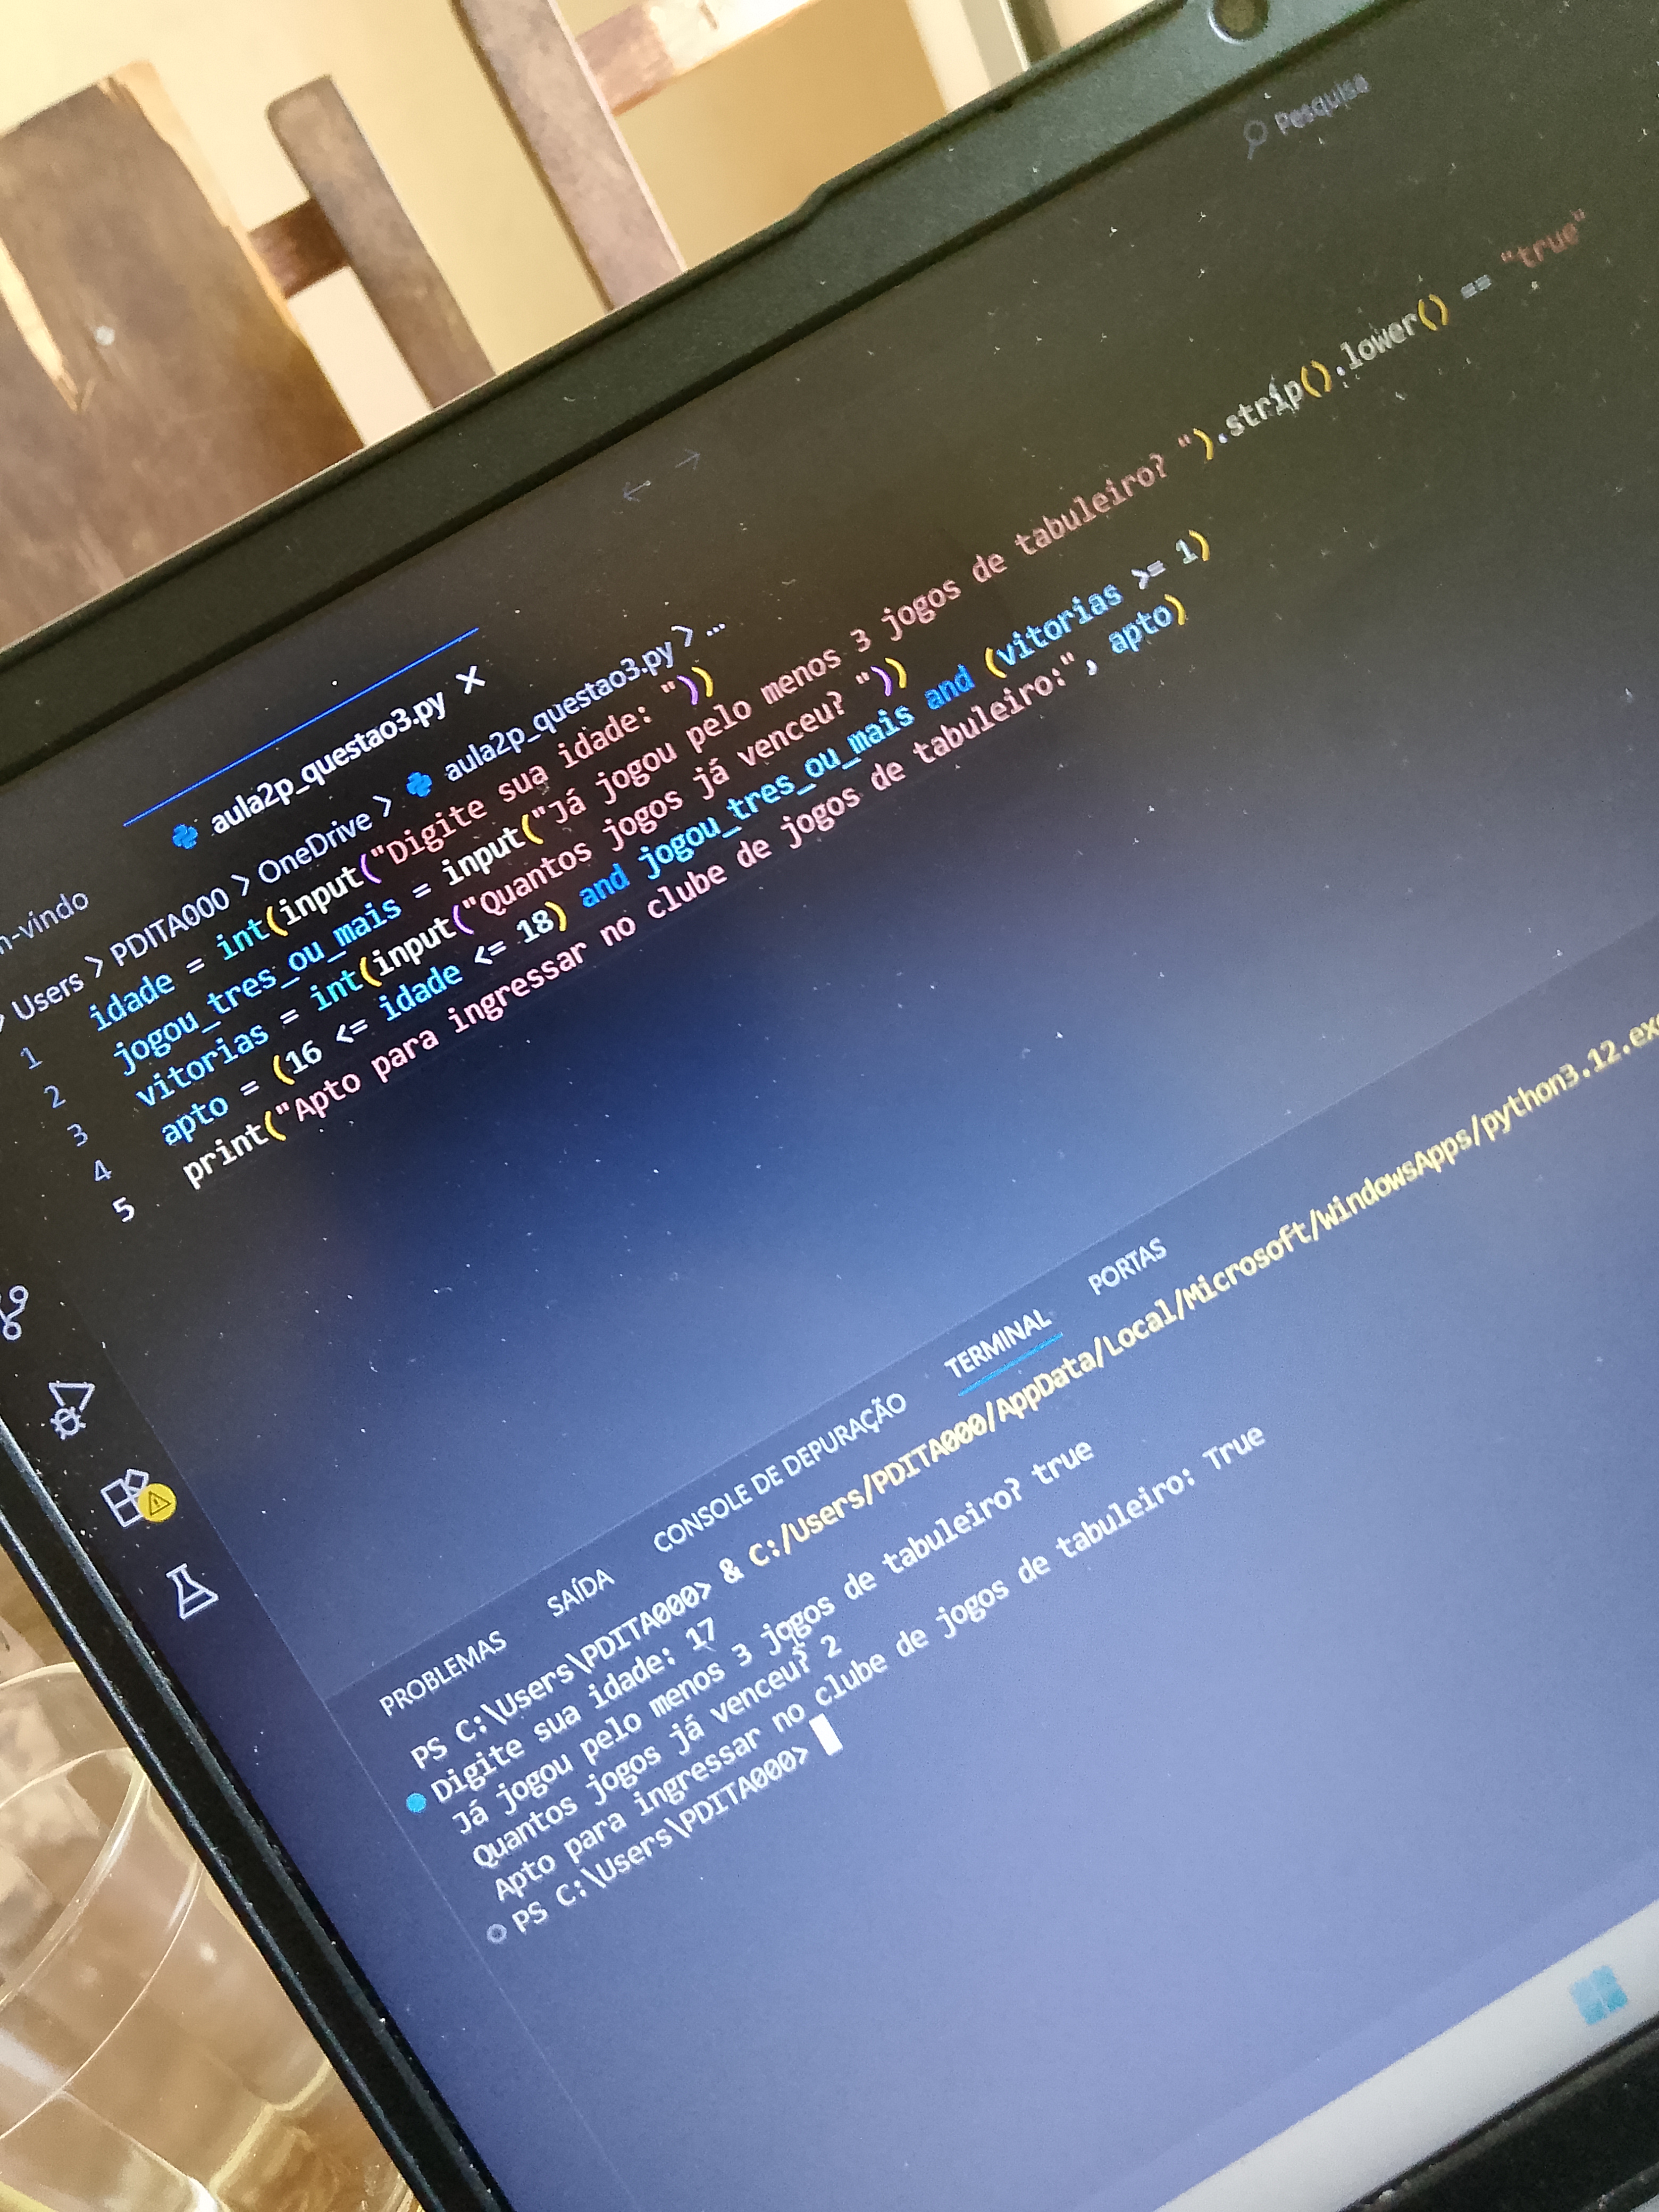 Pesquise
aula2p_questao3.py
Users > PDITA000 > OneDrive > aula2p_questao3.py > ...
1 idade = int(input("Digite sua idade: "))
2 jogou_tres_ou_mais = input("Já jogou pelo menos 3 jogos de tabuleiro? ").strip().lower() == "true"
3 vitorias = int(input("Quantos jogos já venceu? "))
4 apto = (16 <= idade <= 18) and jogou_tres_ou_mais and (vitorias >= 1)
5 print("Apto para ingressar no clube de jogos de tabuleiro:", apto)
PROBLEMAS SAÍDA CONSOLE DE DEPURAÇÃO TERMINAL PORTAS
PS C:\Users\PDITA000> & C:/Users/PDITA000/AppData/Local/Microsoft/WindowsApps/python3.12.exe
Digite sua idade: 17
Já jogou pelo menos 3 jogos de tabuleiro? true
Quantos jogos já venceu? 2
Apto para ingressar no clube de jogos de tabuleiro: True
PS C:\Users\PDITA000>